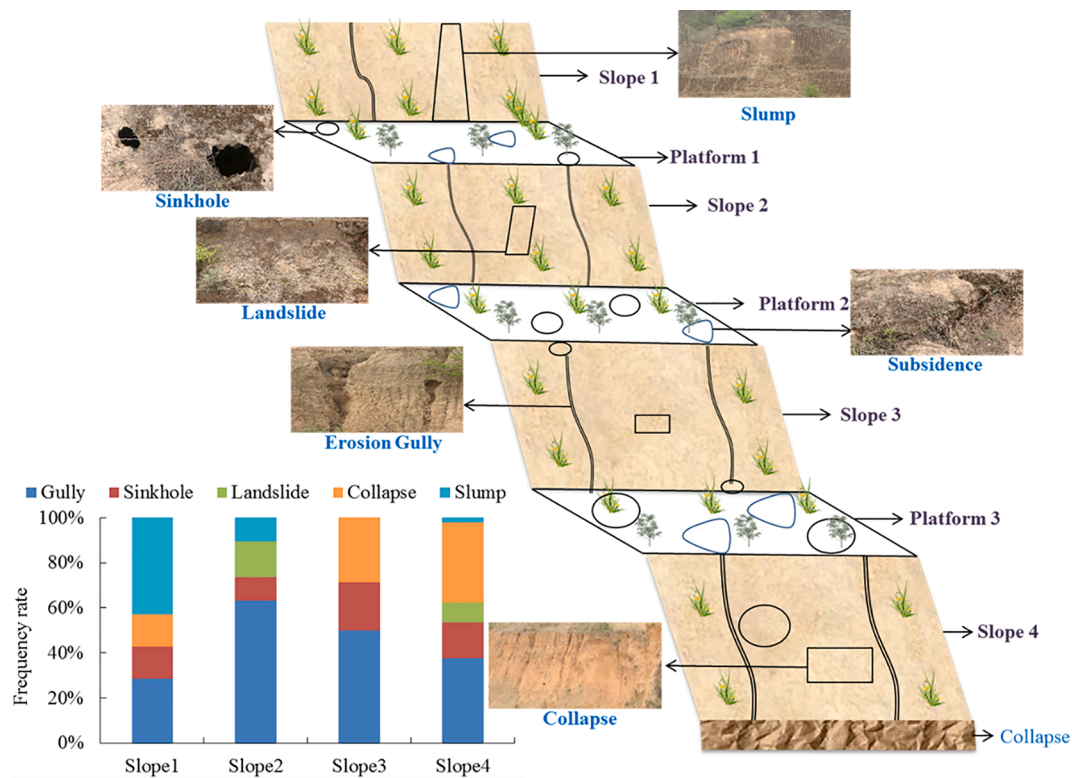 Slope 1
Slump
Platform 1
Sinkhole
Slope 2
Landslide
Platform 2
Subsidence
Slope 3
Erosion Gully
Gully Sinkhole Landslide Collapse Slump
100%
80%
60%
40%
20%
0%
Frequency rate
Slope1 Slope2 Slope3 Slope4
Platform 3
Slope 4
Collapse
Collapse